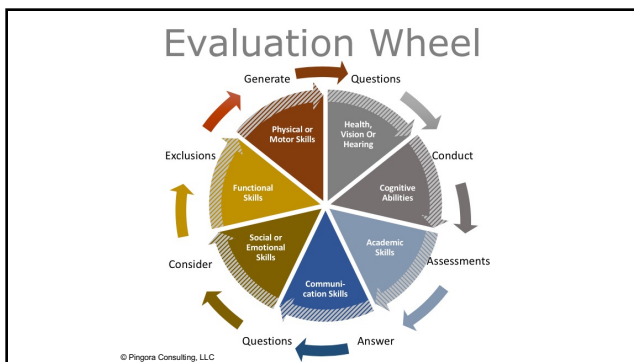 Evaluation Wheel
Generate
Questions
Conduct
Assessments
Answer
Questions
Consider
Exclusions
Health,
Vision Or
Hearing
Cognitive
Abilities
Academic
Skills
Communi-
cation Skills
Social or
Emotional
Skills
Functional
Skills
Physical or
Motor Skills
© Pingora Consulting, LLC